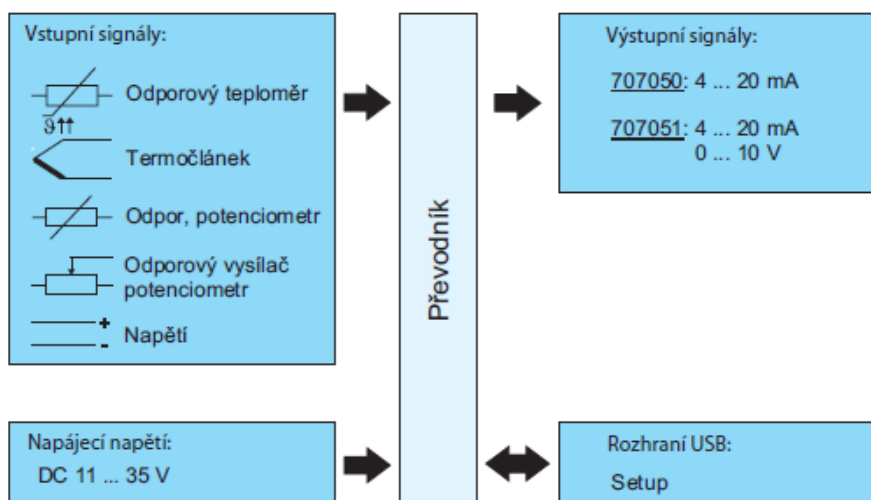 Vstupní signály:
ϑ↑↑
Odporový teploměr
Termočlánek
Odpor, potenciometr
Odporový vysílač
potenciometr
+
-
Napětí
Napájecí napětí:
DC 11 ... 35 V
Převodník
Výstupní signály:
707050: 4 ... 20 mA
707051: 4 ... 20 mA
0 ... 10 V
Rozhraní USB:
Setup